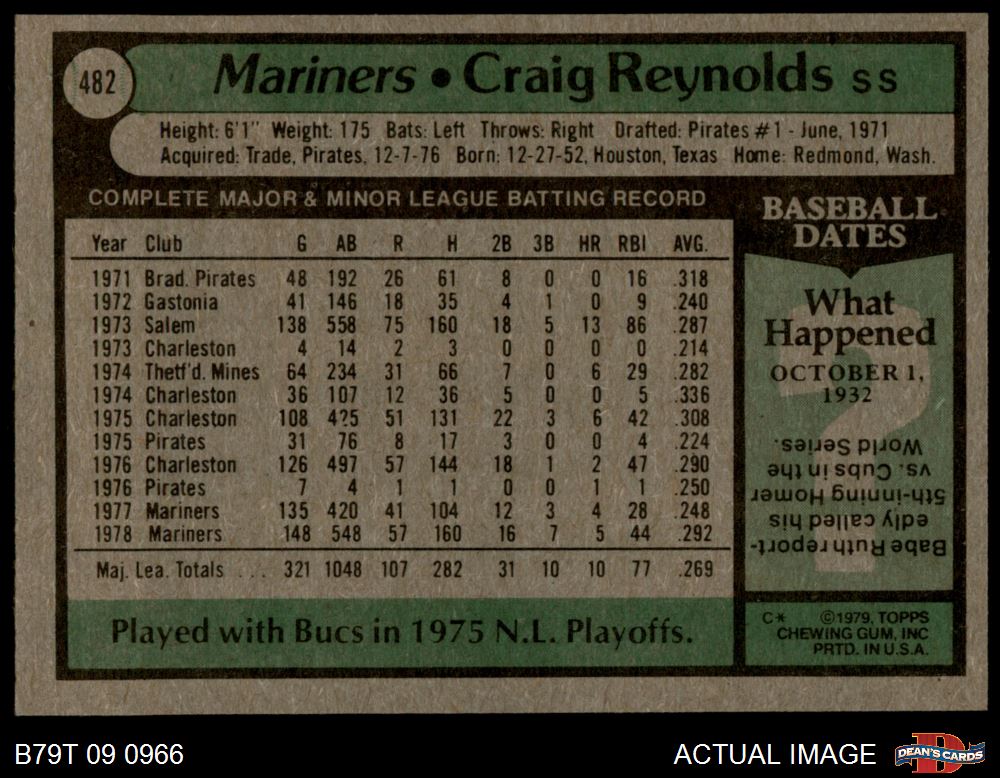 482
Mariners • Craig Reynolds SS
Height: 6'1" Weight: 175 Bats: Left Throws: Right Drafted: Pirates #1 - June, 1971
Acquired: Trade, Pirates, 12-7-76 Born: 12-27-52, Houston, Texas Home: Redmond, Wash.
COMPLETE MAJOR & MINOR LEAGUE BATTING RECORD
Year Club G AB R H 2B 3B HR RBI AVG.
1971 Brad. Pirates 48 192 26 61 8 0 0 16 .318
1972 Gastonia 41 146 18 35 4 1 0 9 .240
1973 Salem 138 558 75 160 18 5 13 86 .287
1973 Charleston 4 14 2 3 0 0 0 0 .214
1974 Thetf'd. Mines 64 234 31 66 7 0 6 29 .282
1974 Charleston 36 107 12 36 5 0 0 5 .336
1975 Charleston 108 425 51 131 22 3 6 42 .308
1975 Pirates 31 76 8 17 3 0 0 4 .224
1976 Charleston 126 497 57 144 18 1 2 47 .290
1976 Pirates 7 4 1 1 0 0 1 1 .250
1977 Mariners 135 420 41 104 12 3 4 28 .248
1978 Mariners 148 548 57 160 16 7 5 44 .292
Maj. Lea. Totals . . . 321 1048 107 282 31 10 10 77 .269
Played with Bucs in 1975 N.L. Playoffs.
BASEBALL
DATES
What
Happened
OCTOBER 1,
1932
Babe Ruth report-
edly called his
5th-inning Homer
vs. Cubs in the
World Series.
C* ©1979, TOPPS
CHEWING GUM, INC
PRTD. IN U.S.A.
B79T 09 0966
ACTUAL IMAGE
DEAN'S CARDS